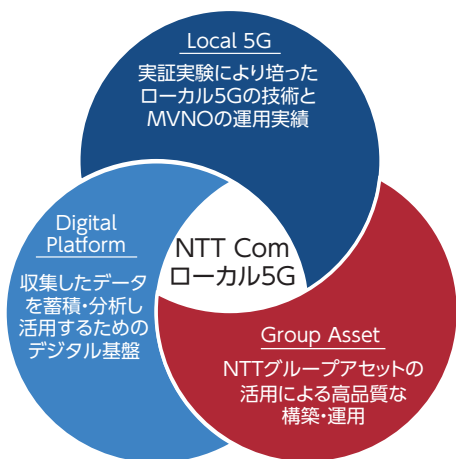 Local 5G
実証実験により培った
ローカル5Gの技術と
MVNOの運用実績
Digital
Platform
収集したデータ
を蓄積・分析し
活用するための
デジタル基盤
NTT Com
ローカル5G
Group Asset
NTTグループアセットの
活用による高品質な
構築・運用